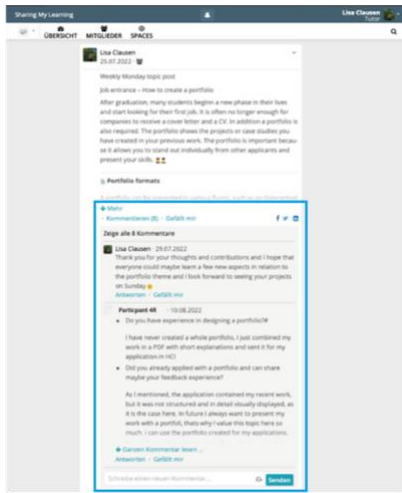 Sharing My Learning
Lisa Clausen
Tutor
ÜBERSICHT MITGLIEDER SPACES
Lisa Clausen
25.07.2022 ·
Weekly Monday topic post
Job entrance – How to create a portfolio
After graduation, many students beginn a new phase in their lives
and start looking for their first job. It is often no longer enough for
companies to receive a cover letter and a CV. In addition a portfolio is
also required. The portfolio shows the projects or case studies you
have created in your previous work. The portfolio is important becau-
se it allows you to stand out individually from other applicants and
present your skills.
Portfolio formats
Mehr
Kommentieren (8) · Gefällt mir
Zeige alle 8 Kommentare
Lisa Clausen · 29.07.2022
Thank you for your thoughts and contributions and I hope that
everyone could maybe learn a few new aspects in relation to
the portfolio theme and I look forward to seeing your projects
on Sunday
Antworten · Gefällt mir
Particpant 4R · 10.08.2022
• Do you have experience in designing a portfolio?#
I have never created a whole portfolio, I just combined my
work in a PDF with short explanations and sent it for my
application in HCI
• Did you already applied with a portfolio and can share
maybe your feedback experience?
As I mentioned, the application contained my recent work,
but it was not structured and in detail visually displayed, as
it is the case here. In future I always want to present my
work with a portfoli, thats why I value this topic here so
much. I can use the portfolio created for my applications.
Ganzen Kommentar lesen ...
Antworten · Gefällt mir
Schreibe einen neuen Kommentar ...
Senden